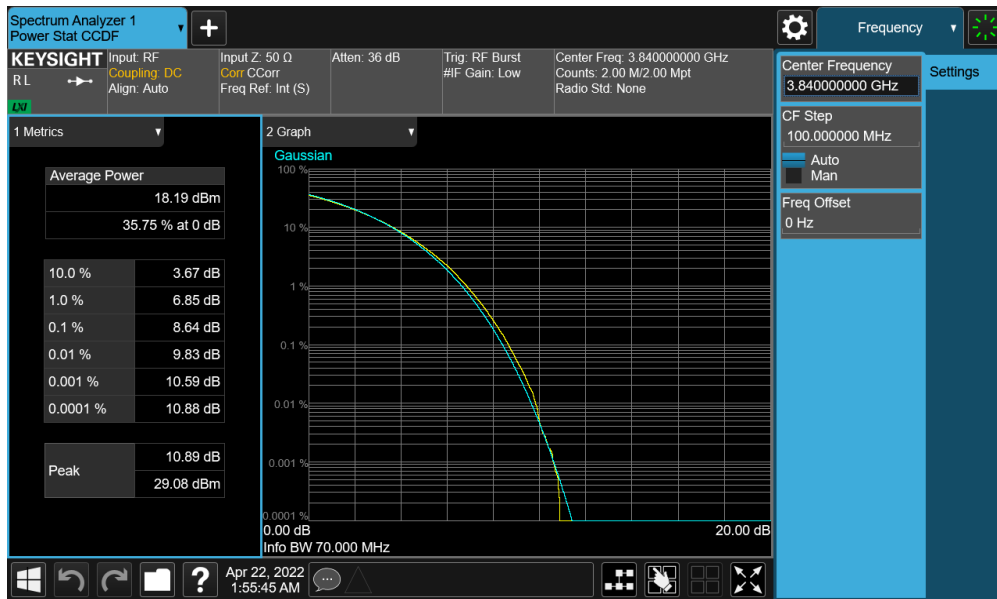 Spectrum Analyzer 1
Power Stat CCDF
+
Frequency
KEYSIGHT
R L
LXI
Input: RF
Coupling: DC
Align: Auto
Input Z: 50 Ω
Corr CCorr
Freq Ref: Int (S)
Atten: 36 dB
Trig: RF Burst
#IF Gain: Low
Center Freq: 3.840000000 GHz
Counts: 2.00 M/2.00 Mpt
Radio Std: None
Center Frequency
3.840000000 GHz
Settings
CF Step
100.000000 MHz
Auto
Man
Freq Offset
0 Hz
1 Metrics
Average Power
18.19 dBm
35.75 % at 0 dB
10.0 % 3.67 dB
1.0 % 6.85 dB
0.1 % 8.64 dB
0.01 % 9.83 dB
0.001 % 10.59 dB
0.0001 % 10.88 dB
Peak
10.89 dB
29.08 dBm
2 Graph
Gaussian
100 %
10 %
1 %
0.1 %
0.01 %
0.001 %
0.0001 %
0.00 dB 20.00 dB
Info BW 70.000 MHz
?
Apr 22, 2022
1:55:45 AM